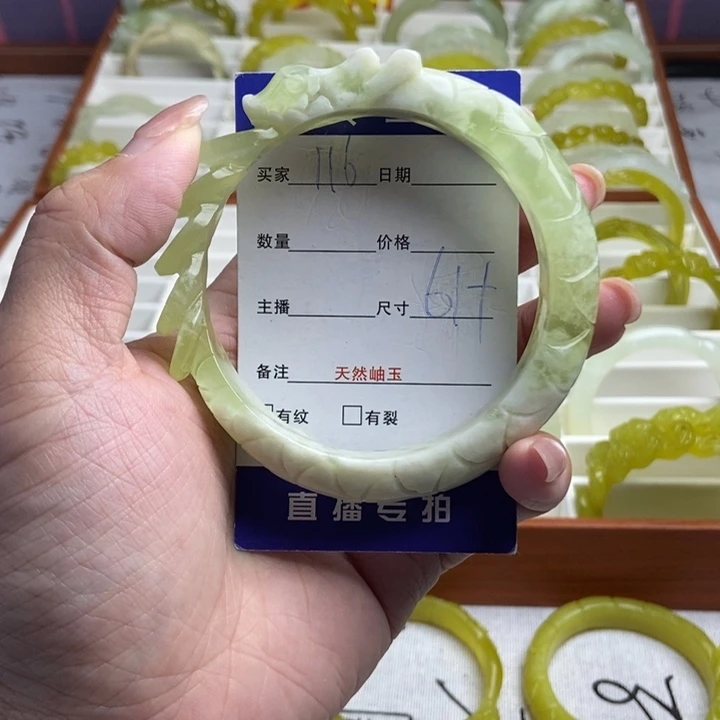 买家 116 日期
数量 价格
主播 尺寸 61+
备注 天然岫玉
□有纹 □有裂
直播专拍